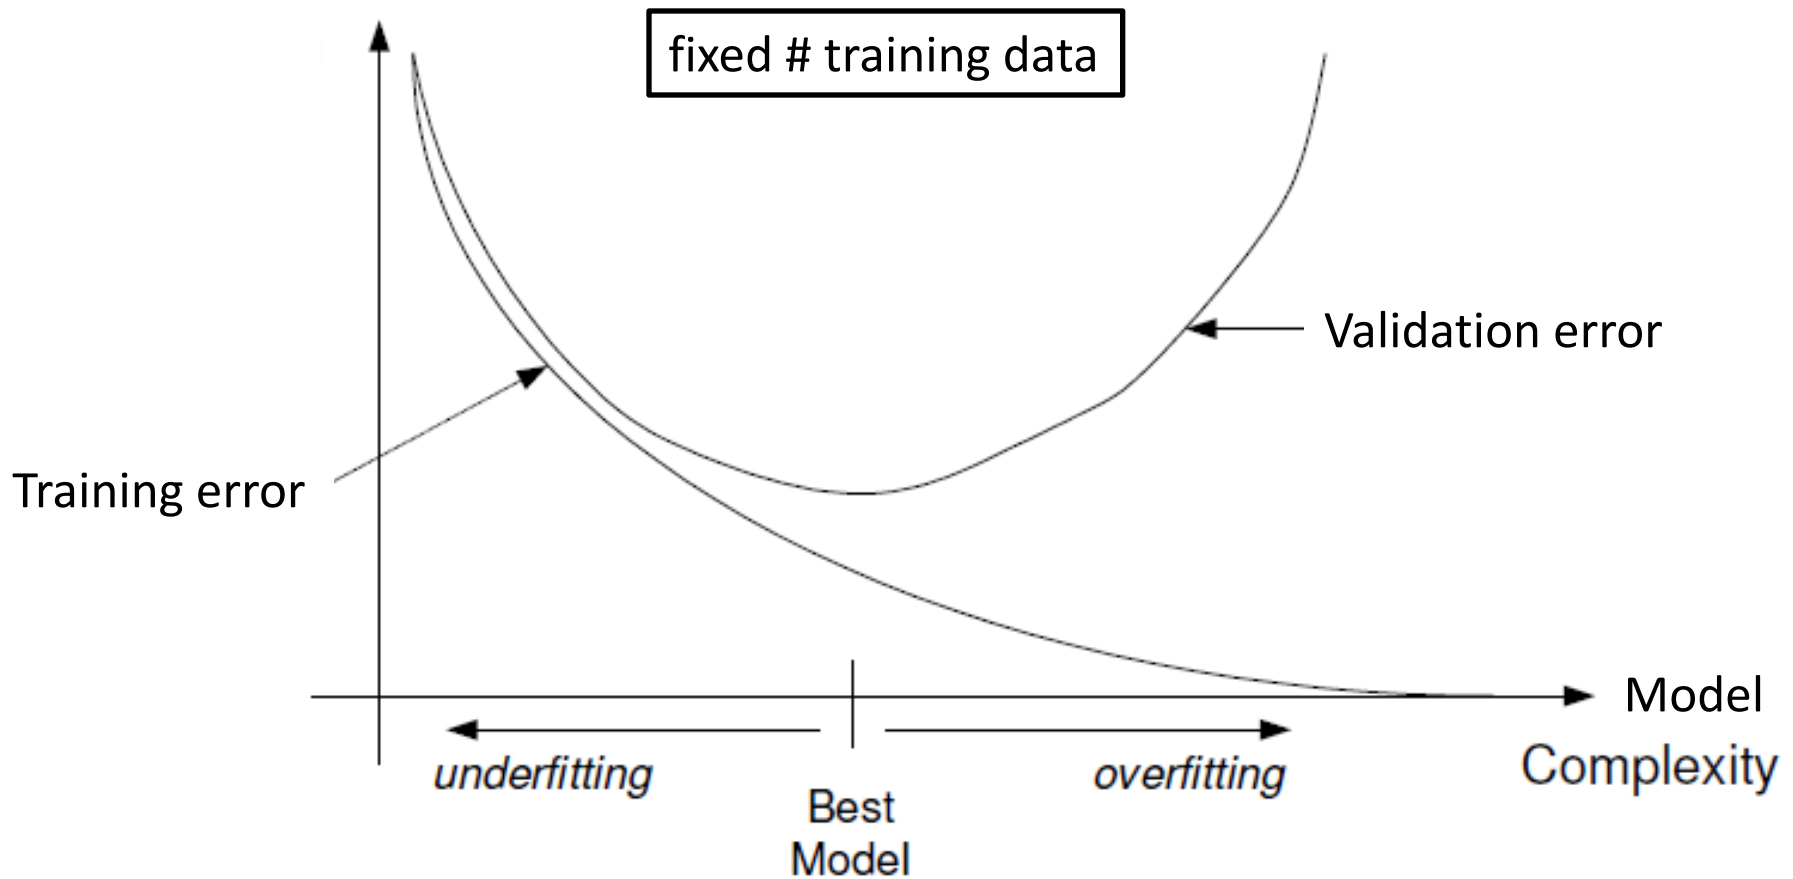 fixed # training data
Validation error
Training error
Model
Complexity
underfitting
overfitting
Best
Model